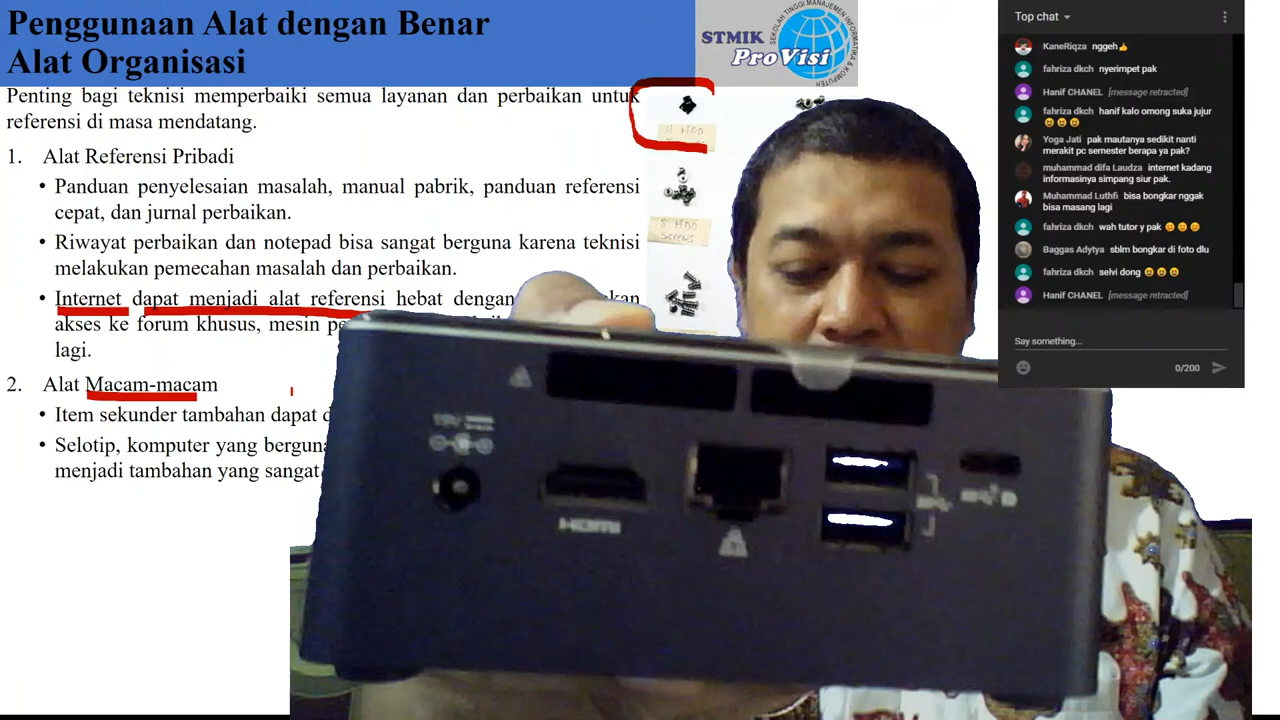 Penggunaan Alat dengan Benar
Alat Organisasi
STMIK
ProVisi
SEKOLAH TINGGI MANAJEMEN INFORMATIKA & KOMPUTER
Penting bagi teknisi memperbaiki semua layanan dan perbaikan untuk
referensi di masa mendatang.
1. Alat Referensi Pribadi
• Panduan penyelesaian masalah, manual pabrik, panduan referensi
cepat, dan jurnal perbaikan.
• Riwayat perbaikan dan notepad bisa sangat berguna karena teknisi
melakukan pemecahan masalah dan perbaikan.
• Internet dapat menjadi alat referensi hebat dengan
akses ke forum khusus, mesin
lagi.
2. Alat Macam-macam
• Item sekunder tambahan dapat
• Selotip, komputer yang
menjadi tambahan yang sangat
HDD
HDD
Screws
HDMI
Top chat
KaneRiqza nggeh👍
fahriza dkch nyerimpet pak
Hanif CHANEL [message retracted]
fahriza dkch hanif kalo omong suka jujur
😆😆😆
Yoga Jati pak mautanya sedikit nanti
merakit pc semester berapa ya pak?
muhammad difa Laudza internet kadang
informasinya simpang siur pak.
Muhammad Luthfi bisa bongkar nggak
bisa masang lagi
fahriza dkch wah tutor y pak 😊😊😊
Baggas Adytya sblm bongkar di foto dlu
fahriza dkch selvi dong 😆😆😆
Hanif CHANEL [message retracted]
Say something...
0/200